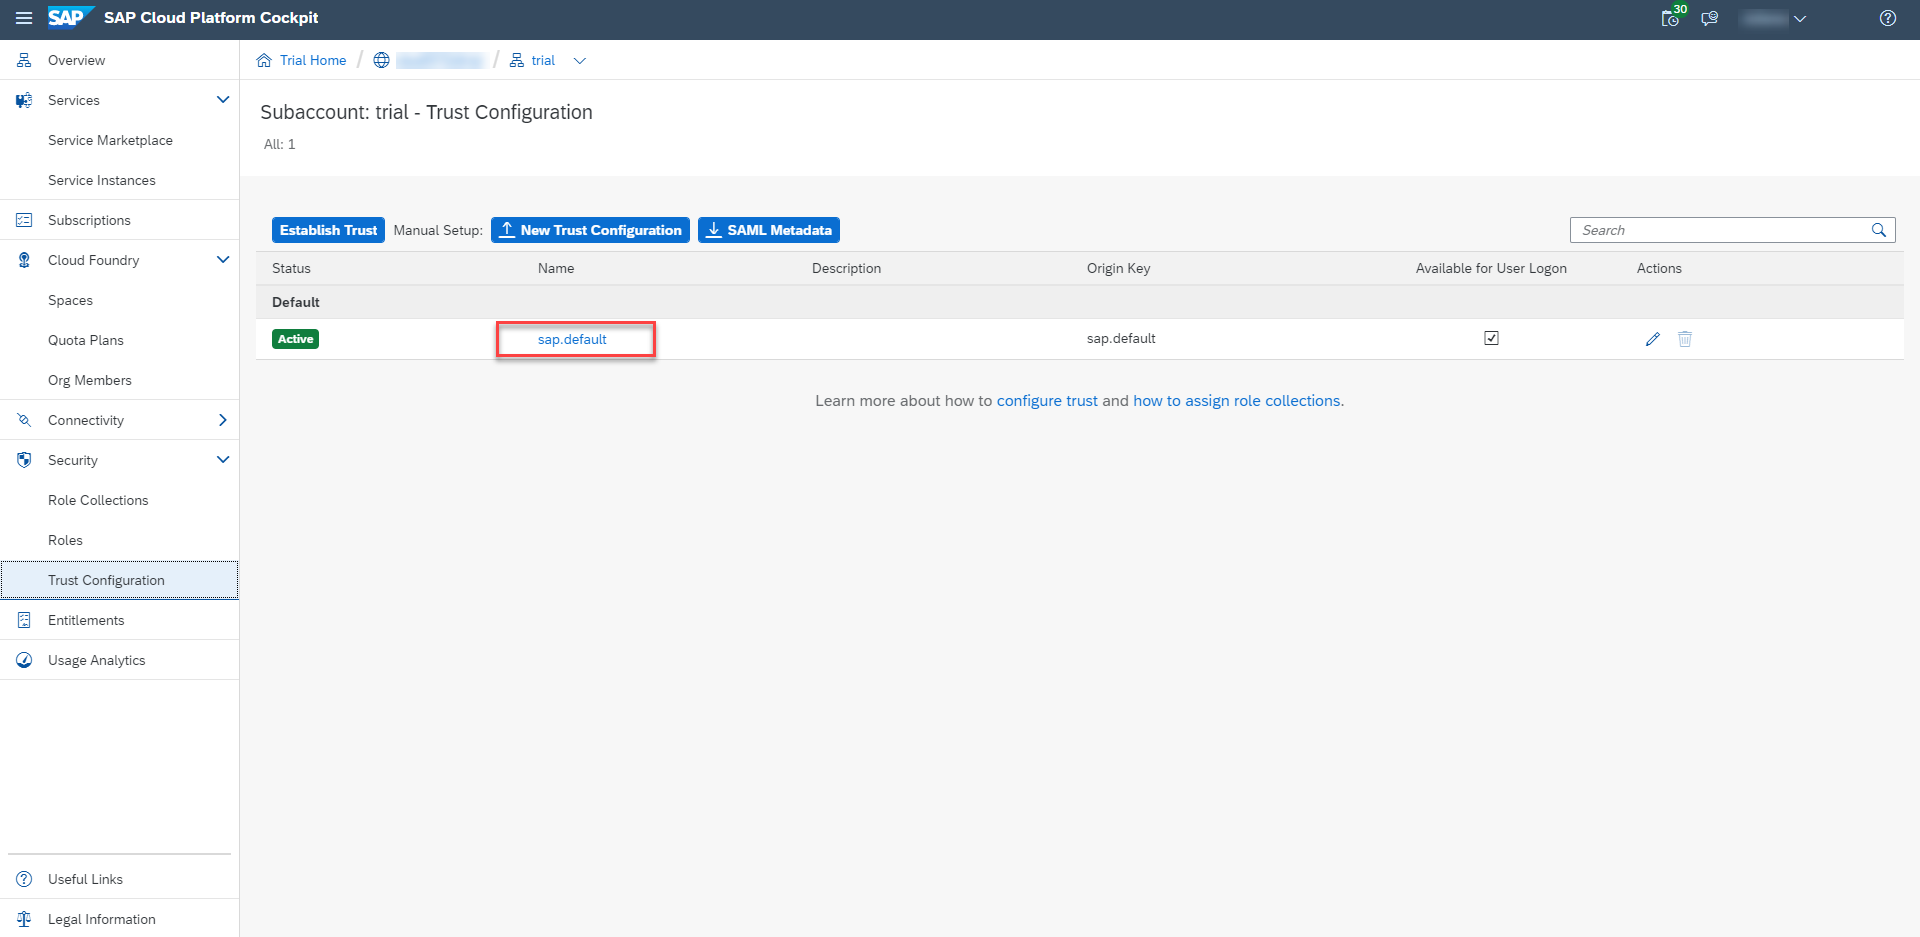 SAP SAP Cloud Platform Cockpit
30
Overview
Services
Service Marketplace
Service Instances
Subscriptions
Cloud Foundry
Spaces
Quota Plans
Org Members
Connectivity
Security
Role Collections
Roles
Trust Configuration
Entitlements
Usage Analytics
Useful Links
Legal Information
Trial Home / / trial
Subaccount: trial - Trust Configuration
All: 1
Establish Trust Manual Setup: New Trust Configuration SAML Metadata Search
Status Name Description Origin Key Available for User Logon Actions
Default
Active sap.default sap.default
Learn more about how to configure trust and how to assign role collections.